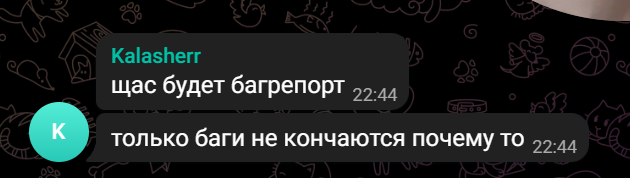 Kalasherr
щас будет багрепорт 22:44
K
только баги не кончаются почему то 22:44